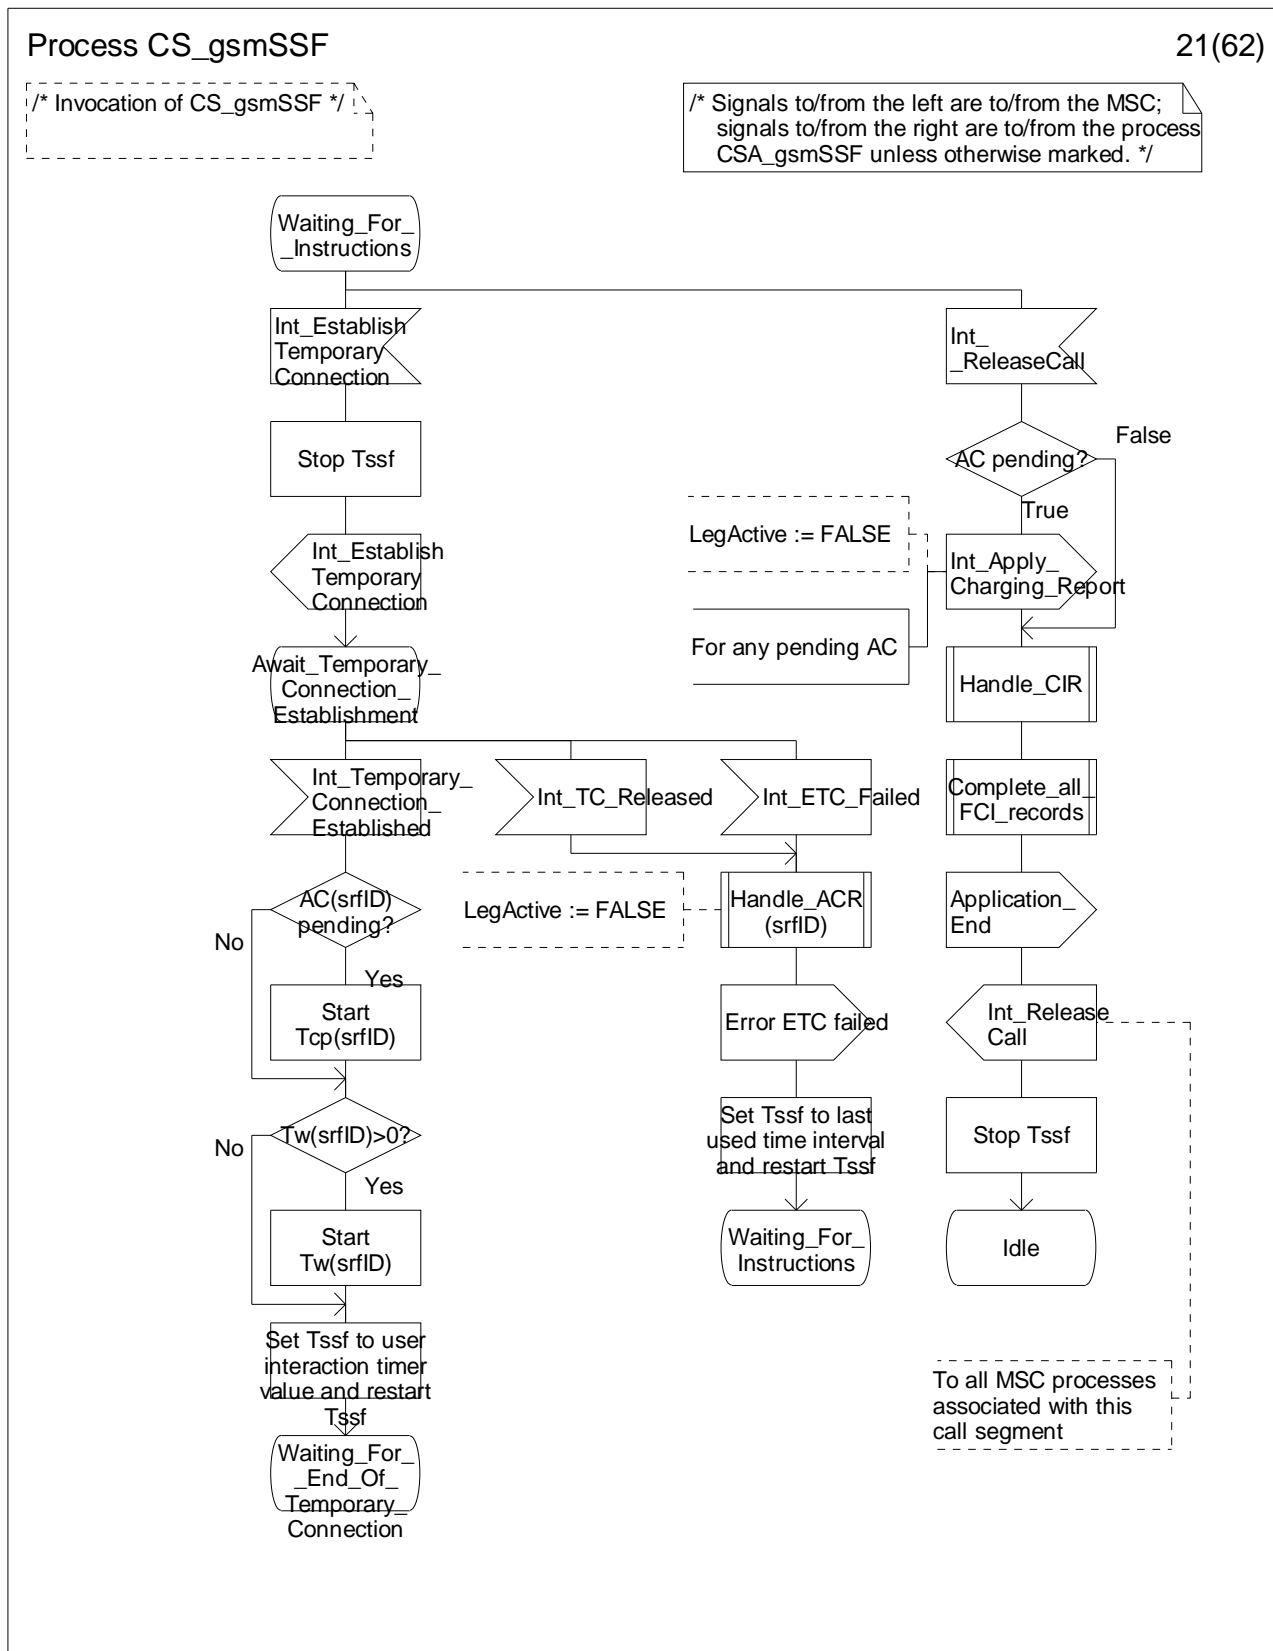 Process CS_gsmSSF
21(62)
/* Invocation of CS_gsmSSF */
/* Signals to/from the left are to/from the MSC;
signals to/from the right are to/from the process
CSA_gsmSSF unless otherwise marked. */
Waiting_For_
_Instructions
Int_Establish
Temporary
Connection
Stop Tssf
Int_Establish
Temporary
Connection
Await_Temporary_
Connection_
Establishment
Int_Temporary_
Connection_
Established
AC(srfID)
pending?
No
Yes
Start
Tcp(srfID)
Tw(srfID)>0?
No
Yes
Start
Tw(srfID)
Set Tssf to user
interaction timer
value and restart
Tssf
Waiting_For_
_End_Of_
Temporary_
Connection
Int_TC_Released
Int_ETC_Failed
LegActive := FALSE
Handle_ACR
(srfID)
Error ETC failed
Set Tssf to last
used time interval
and restart Tssf
Waiting_For_
Instructions
Int_
_ReleaseCall
AC pending?
False
True
LegActive := FALSE
Int_Apply_
Charging_Report
For any pending AC
Handle_CIR
Complete_all_
FCI_records
Application_
End
Int_Release
Call
Stop Tssf
Idle
To all MSC processes
associated with this
call segment